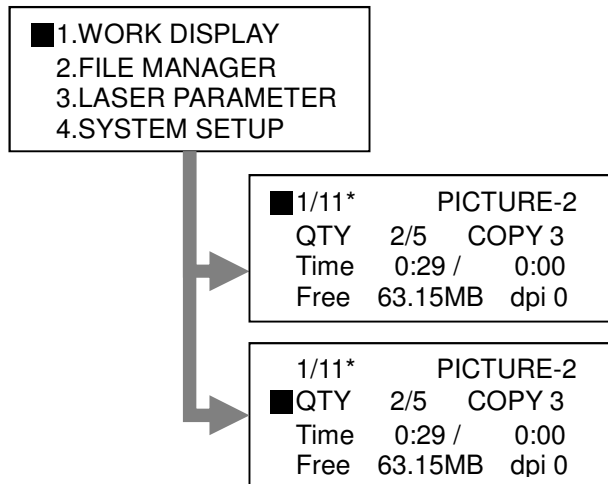 1.WORK DISPLAY
2.FILE MANAGER
3.LASER PARAMETER
4.SYSTEM SETUP
1/11* PICTURE-2
QTY 2/5 COPY 3
Time 0:29 / 0:00
Free 63.15MB dpi 0
1/11* PICTURE-2
QTY 2/5 COPY 3
Time 0:29 / 0:00
Free 63.15MB dpi 0